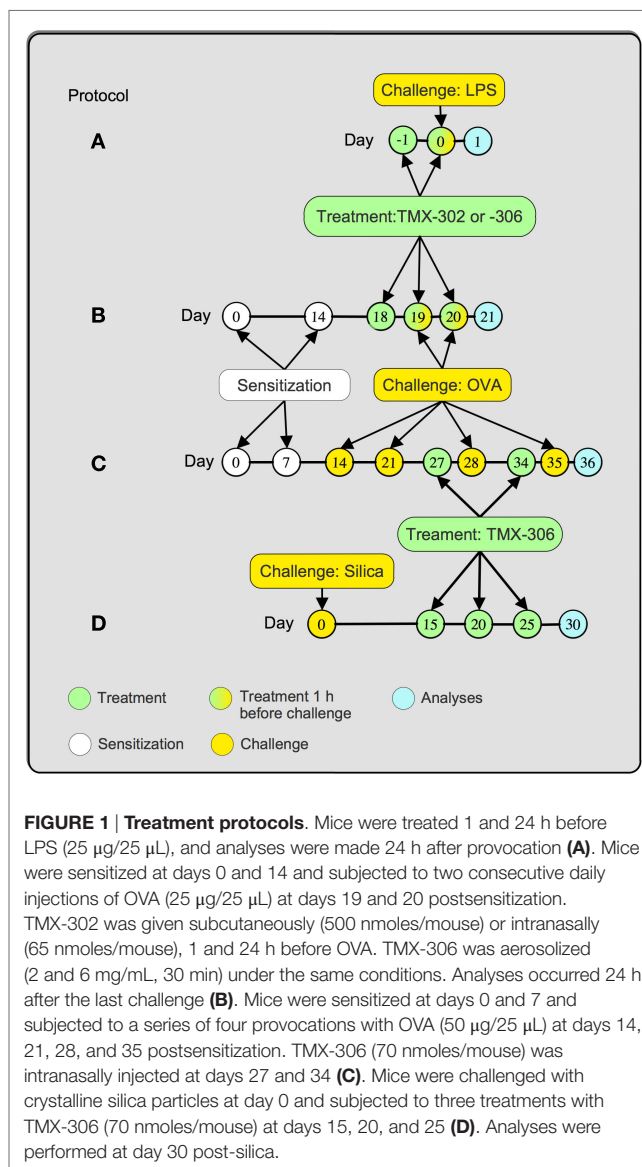 Challenge: LPS
Protocol
A
Day
-1
0
1
Treatment:TMX-302 or -306
B
Day
0
14
18
19
20
21
Sensitization
Challenge: OVA
C
Day
0
7
14
21
27
28
34
35
36
Treament: TMX-306
Challenge: Silica
D
Day
0
15
20
25
30
Treatment
Treatment 1 h
before challenge
Analyses
Sensitization
Challenge
FIGURE 1 | Treatment protocols. Mice were treated 1 and 24 h before
LPS (25 μg/25 μL), and analyses were made 24 h after provocation (A). Mice
were sensitized at days 0 and 14 and subjected to two consecutive daily
injections of OVA (25 μg/25 μL) at days 19 and 20 postsensitization.
TMX-302 was given subcutaneously (500 nmoles/mouse) or intranasally
(65 nmoles/mouse), 1 and 24 h before OVA. TMX-306 was aerosolized
(2 and 6 mg/mL, 30 min) under the same conditions. Analyses occurred 24 h
after the last challenge (B). Mice were sensitized at days 0 and 7 and
subjected to a series of four provocations with OVA (50 μg/25 μL) at days 14,
21, 28, and 35 postsensitization. TMX-306 (70 nmoles/mouse) was
intranasally injected at days 27 and 34 (C). Mice were challenged with
crystalline silica particles at day 0 and subjected to three treatments with
TMX-306 (70 nmoles/mouse) at days 15, 20, and 25 (D). Analyses were
performed at day 30 post-silica.